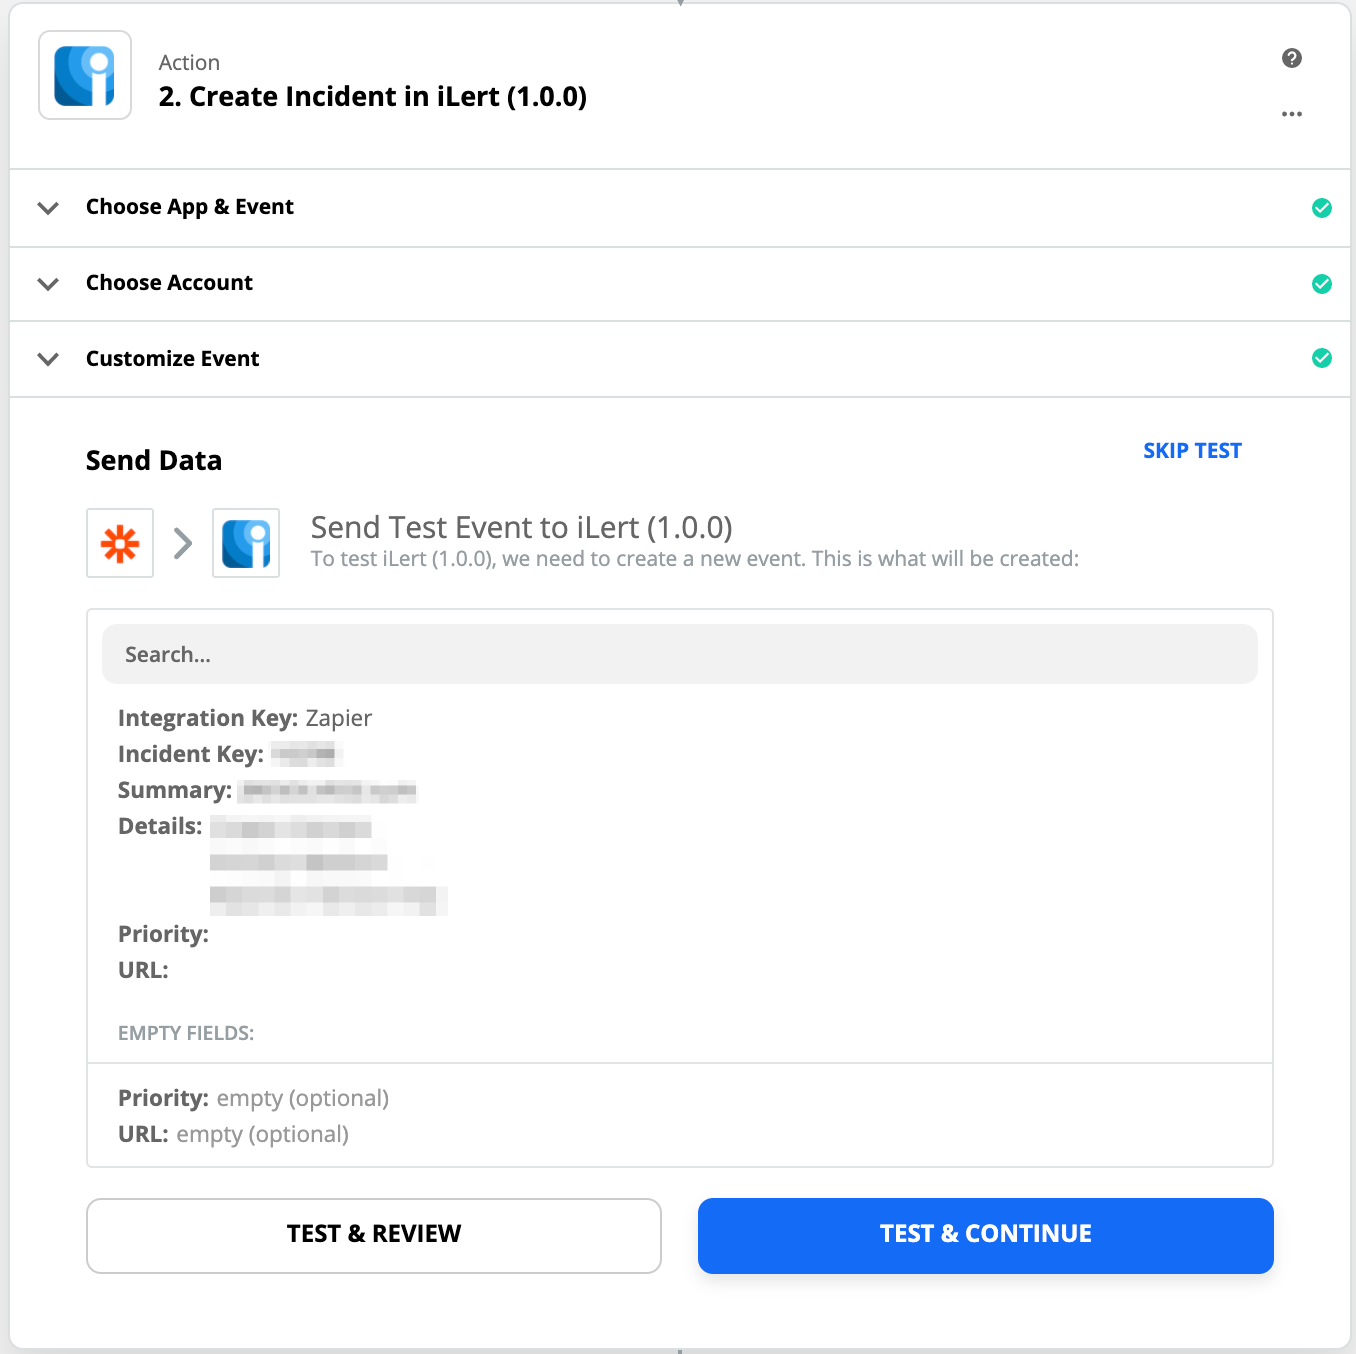 Action
2. Create Incident in iLert (1.0.0)
Choose App & Event
Choose Account
Customize Event
Send Data
SKIP TEST
Send Test Event to iLert (1.0.0)
To test iLert (1.0.0), we need to create a new event. This is what will be created:
Search...
Integration Key: Zapier
Incident Key:
Summary:
Details:
Priority:
URL:
EMPTY FIELDS:
Priority: empty (optional)
URL: empty (optional)
TEST & REVIEW
TEST & CONTINUE